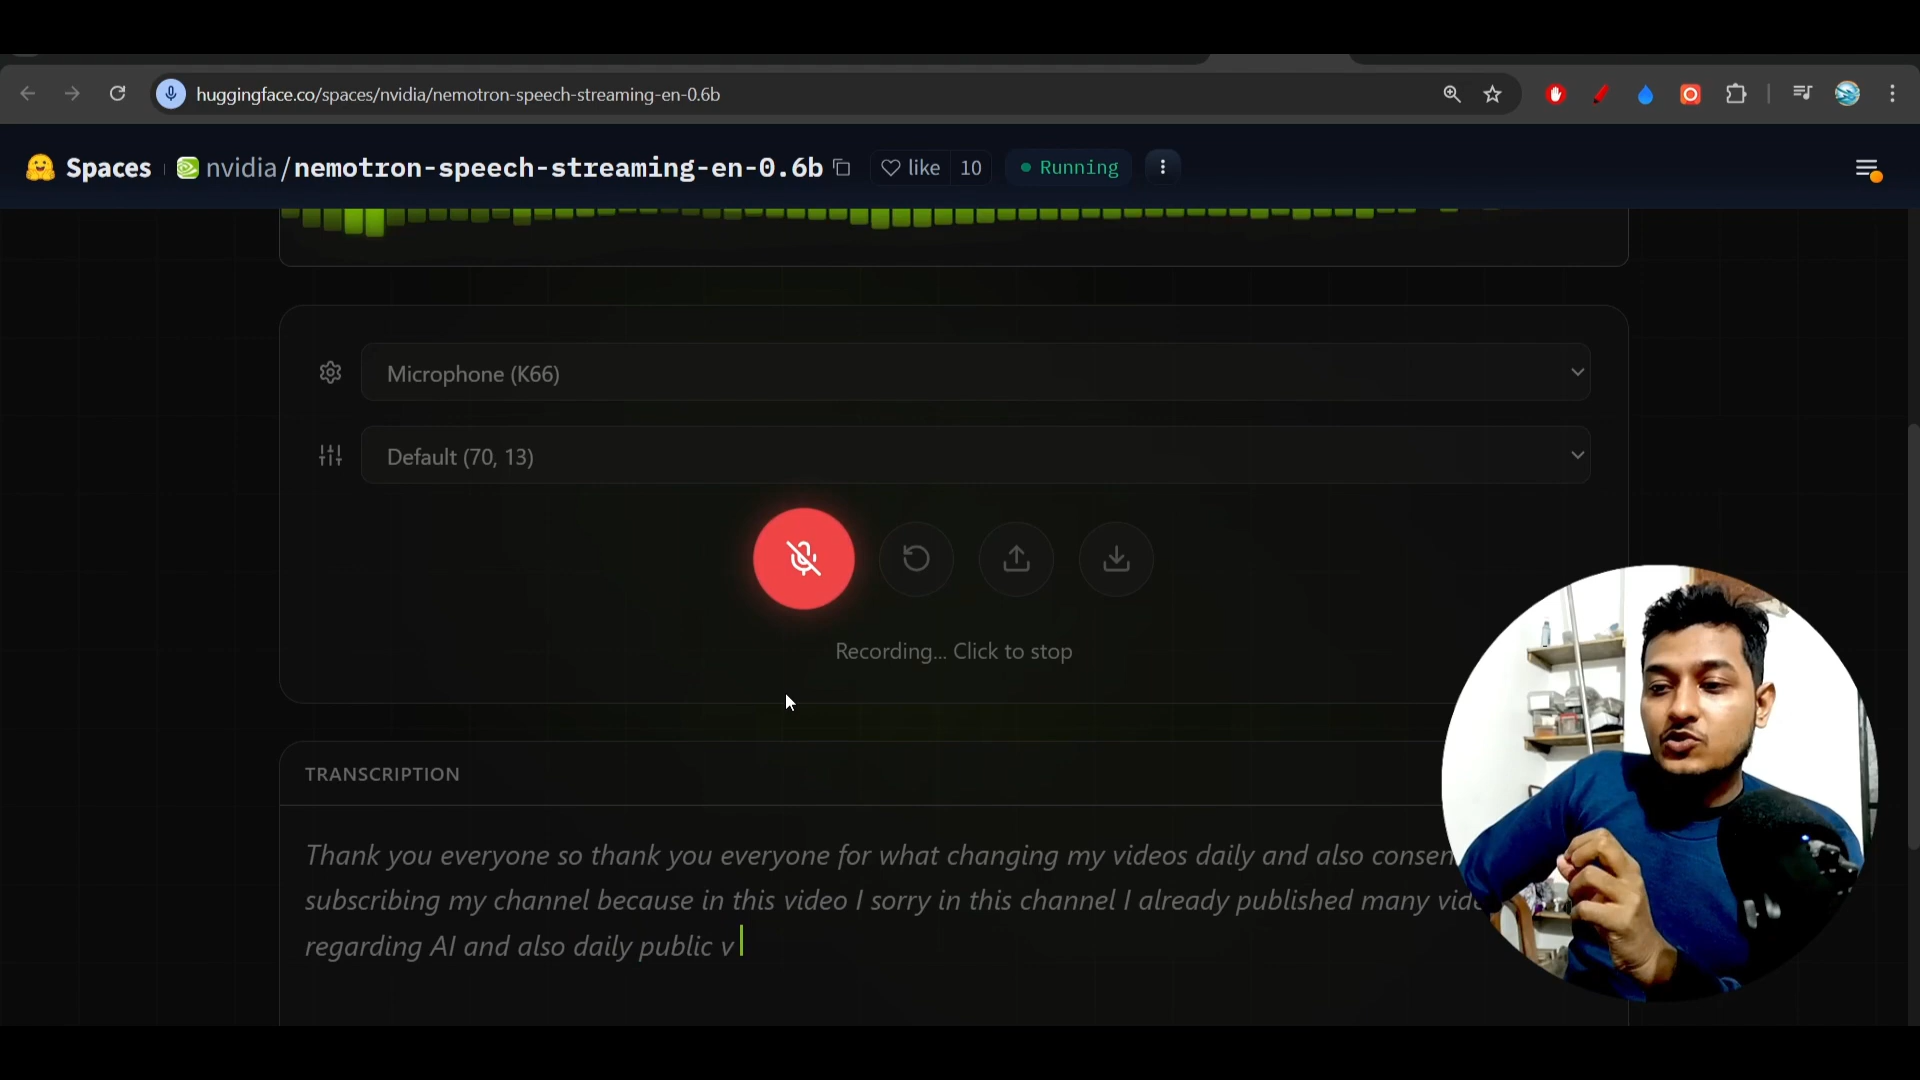 huggingface.co/spaces/nvidia/nemotron-speech-streaming-en-0.6b
Spaces nvidia/nemotron-speech-streaming-en-0.6b like 10 Running
Microphone (K66)
Default (70, 13)
Recording... Click to stop
TRANSCRIPTION
Thank you everyone so thank you everyone for what changing my videos daily and also
subscribing my channel because in this video I sorry in this channel I already published many
regarding AI and also daily public v